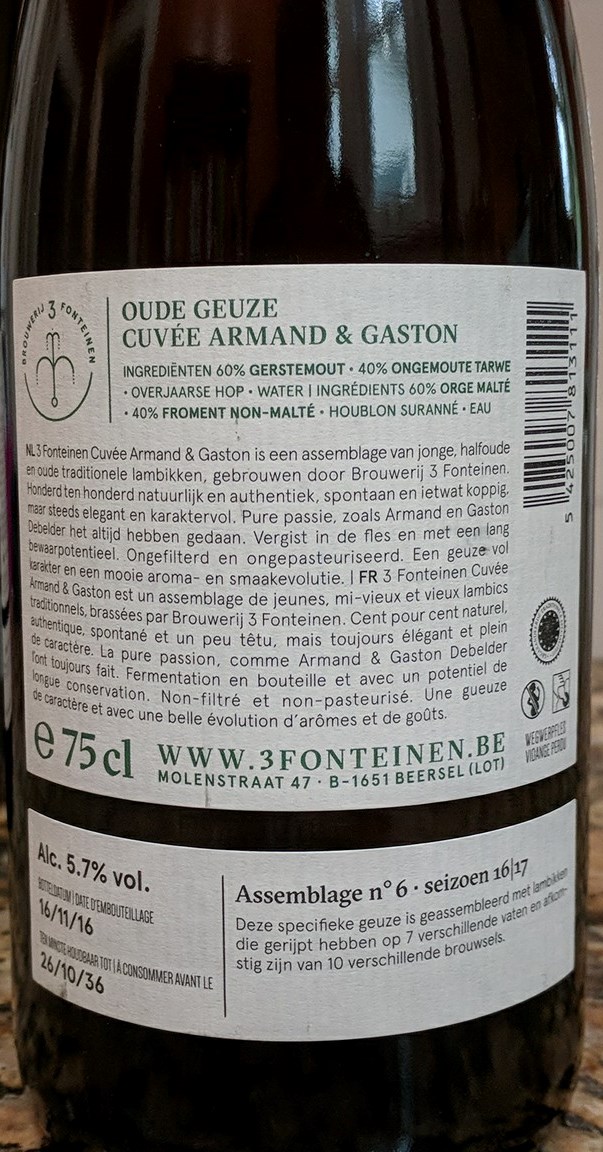 BROUWERIJ 3 FONTEINEN
OUDE GEUZE
CUVÉE ARMAND & GASTON
INGREDIËNTEN 60% GERSTEMOUT · 40% ONGEMOUTE TARWE
· OVERJAARSE HOP · WATER | INGRÉDIENTS 60% ORGE MALTÉ
· 40% FROMENT NON-MALTÉ · HOUBLON SURANNÉ · EAU
NL 3 Fonteinen Cuvée Armand & Gaston is een assemblage van jonge, halfoude
en oude traditionele lambikken, gebrouwen door Brouwerij 3 Fonteinen.
Honderd ten honderd natuurlijk en authentiek, spontaan en ietwat koppig,
maar steeds elegant en karaktervol. Pure passie, zoals Armand en Gaston
Debelder het altijd hebben gedaan. Vergist in de fles en met een lang
bewaarpotentieel. Ongefilterd en ongepasteuriseerd. Een geuze vol
karakter en een mooie aroma- en smaakevolutie. | FR 3 Fonteinen Cuvée
Armand & Gaston est un assemblage de jeunes, mi-vieux et vieux lambics
traditionnels, brassées par Brouwerij 3 Fonteinen. Cent pour cent naturel,
authentique, spontané et un peu têtu, mais toujours élégant et plein
de caractère. La pure passion, comme Armand & Gaston Debelder
l'ont toujours fait. Fermentation en bouteille et avec un potentiel de
longue conservation. Non-filtré et non-pasteurisé. Une gueuze
de caractère et avec une belle évolution d'arômes et de goûts.
5 425007 813111
WEGWERPFLES
VIDANGE PERDU
℮ 75 cl
WWW.3FONTEINEN.BE
MOLENSTRAAT 47 · B-1651 BEERSEL (LOT)
Alc. 5.7% vol.
BOTTELDATUM | DATE D'EMBOUTEILLAGE
16/11/16
TEN MINSTE HOUDBAAR TOT | À CONSOMMER AVANT LE
26/10/36
Assemblage n° 6 · seizoen 16|17
Deze specifieke geuze is geassembleerd met lambikken
die gerijpt hebben op 7 verschillende vaten en afkom-
stig zijn van 10 verschillende brouwsels.